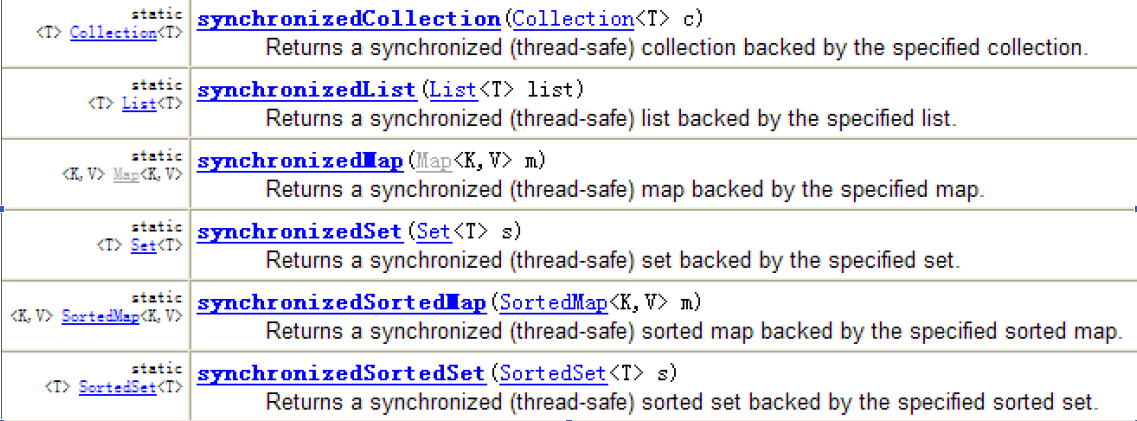 static
<T> Collection<T>
synchronizedCollection(Collection<T> c)
Returns a synchronized (thread-safe) collection backed by the specified collection.
static
<T> List<T>
synchronizedList(List<T> list)
Returns a synchronized (thread-safe) list backed by the specified list.
static
<K,V> Map<K,V>
synchronizedMap(Map<K,V> m)
Returns a synchronized (thread-safe) map backed by the specified map.
static
<T> Set<T>
synchronizedSet(Set<T> s)
Returns a synchronized (thread-safe) set backed by the specified set.
static
<K,V> SortedMap<K,V>
synchronizedSortedMap(SortedMap<K,V> m)
Returns a synchronized (thread-safe) sorted map backed by the specified sorted map.
static
<T> SortedSet<T>
synchronizedSortedSet(SortedSet<T> s)
Returns a synchronized (thread-safe) sorted set backed by the specified sorted set.